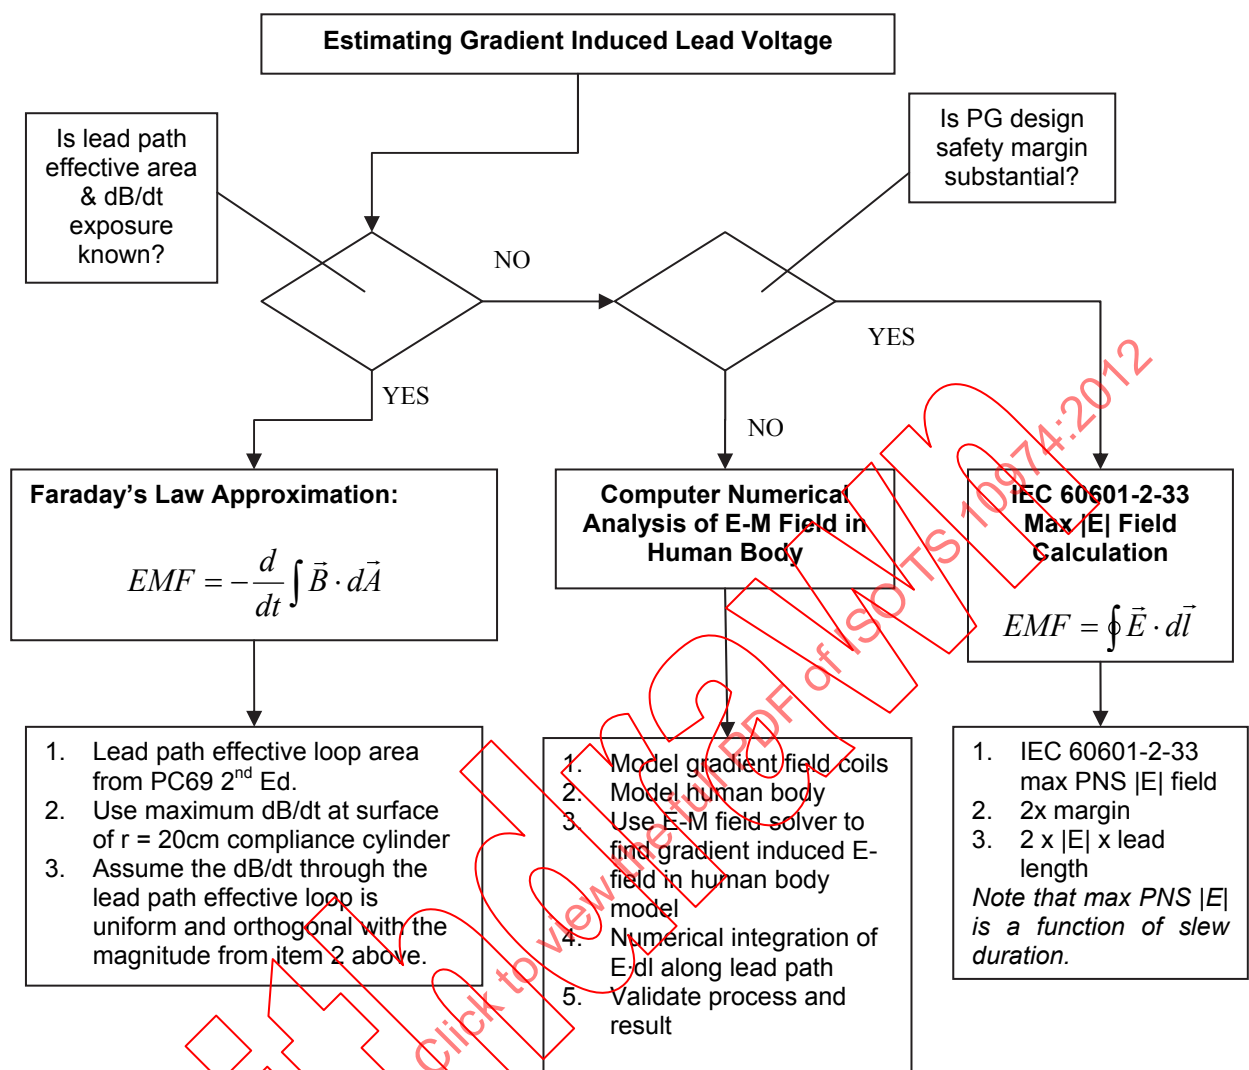 Estimating Gradient Induced Lead Voltage
Is lead path
effective area
& dB/dt
exposure
known?
Is PG design
safety margin
substantial?
NO
YES
YES
NO
Faraday's Law Approximation:
EMF = −d/dt ∫ B⃗ · dA⃗
Computer Numerical
Analysis of E-M Field in
Human Body
IEC 60601-2-33
Max |E| Field
Calculation
EMF = ∮ E⃗ · dl⃗
1. Lead path effective loop area
from PC69 2nd Ed.
2. Use maximum dB/dt at surface
of r = 20cm compliance cylinder
3. Assume the dB/dt through the
lead path effective loop is
uniform and orthogonal with the
magnitude from item 2 above.
1. Model gradient field coils
2. Model human body
3. Use E-M field solver to
find gradient induced E-
field in human body
model
4. Numerical integration of
E·dl along lead path
5. Validate process and
result
1. IEC 60601-2-33
max PNS |E| field
2. 2x margin
3. 2 x |E| x lead
length
Note that max PNS |E|
is a function of slew
duration.
Click to view the full PDF of ISO TS 10974:2012
ithdrawn